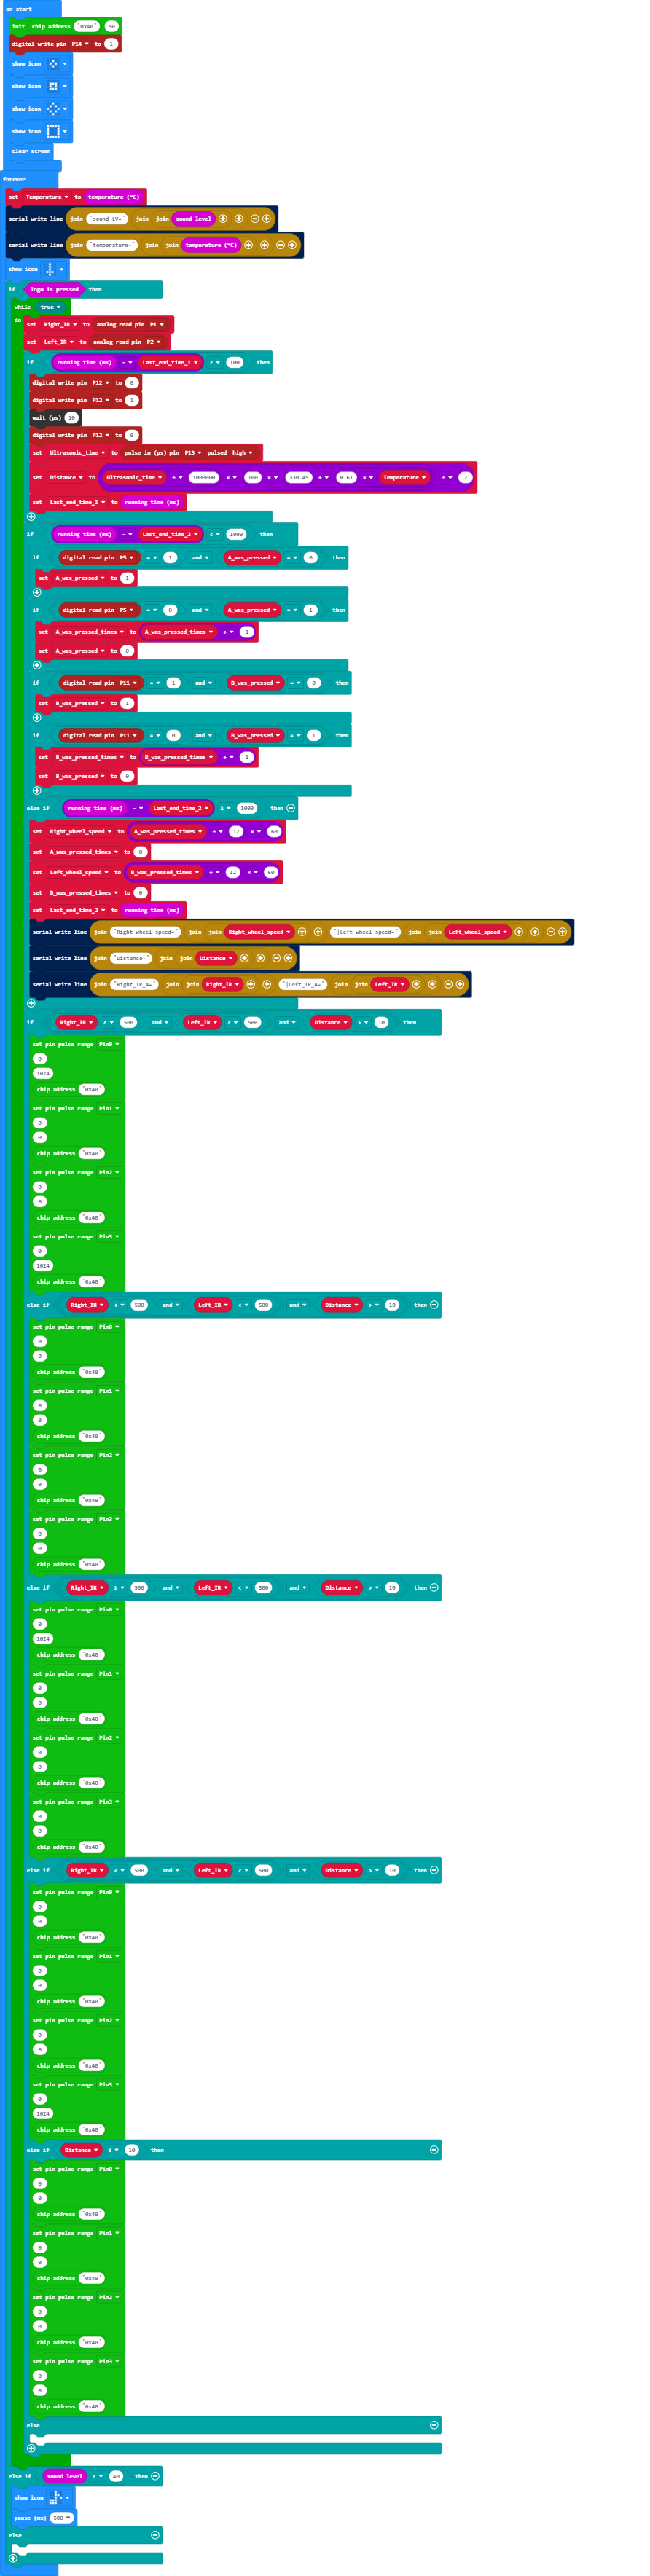 on start
init chip address "0x40" 50
digital write pin P14 to 1
show icon
show icon
show icon
show icon
clear screen
forever
set Temperature to temperature (°C)
serial write line join "sound LV=" join join sound level
serial write line join "temperature=" join join temperature (°C)
show icon
if logo is pressed then
while true
do set Right_IR to analog read pin P1
set Left_IR to analog read pin P2
if running time (ms) - Last_end_time_1 ≥ 100 then
digital write pin P12 to 0
digital write pin P12 to 1
wait (µs) 10
digital write pin P12 to 0
set Ultrasonic_time to pulse in (µs) pin P13 pulsed high
set Distance to Ultrasonic_time ÷ 1000000 × 100 × 330.45 + 0.61 × Temperature ÷ 2
set Last_end_time_1 to running time (ms)
if running time (ms) - Last_end_time_2 < 1000 then
if digital read pin P5 = 1 and A_was_pressed = 0 then
set A_was_pressed to 1
if digital read pin P5 = 0 and A_was_pressed = 1 then
set A_was_pressed_times to A_was_pressed_times + 1
set A_was_pressed to 0
if digital read pin P11 = 1 and B_was_pressed = 0 then
set B_was_pressed to 1
if digital read pin P11 = 0 and B_was_pressed = 1 then
set B_was_pressed_times to B_was_pressed_times + 1
set B_was_pressed to 0
else if running time (ms) - Last_end_time_2 ≥ 1000 then
set Right_wheel_speed to A_was_pressed_times ÷ 12 × 60
set A_was_pressed_times to 0
set Left_wheel_speed to B_was_pressed_times ÷ 12 × 60
set B_was_pressed_times to 0
set Last_end_time_2 to running time (ms)
serial write line join "Right wheel speed=" join join Right_wheel_speed "|Left wheel speed=" join join Left_wheel_speed
serial write line join "Distance=" join join Distance
serial write line join "Right_IR_A=" join join Right_IR "|Left_IR_A=" join join Left_IR
if Right_IR ≥ 500 and Left_IR ≥ 500 and Distance > 10 then
set pin pulse range Pin0
0
1024
chip address "0x40"
set pin pulse range Pin1
0
0
chip address "0x40"
set pin pulse range Pin2
0
0
chip address "0x40"
set pin pulse range Pin3
0
1024
chip address "0x40"
else if Right_IR < 500 and Left_IR < 500 and Distance > 10 then
set pin pulse range Pin0
0
0
chip address "0x40"
set pin pulse range Pin1
0
0
chip address "0x40"
set pin pulse range Pin2
0
0
chip address "0x40"
set pin pulse range Pin3
0
0
chip address "0x40"
else if Right_IR ≥ 500 and Left_IR < 500 and Distance > 10 then
set pin pulse range Pin0
0
1024
chip address "0x40"
set pin pulse range Pin1
0
0
chip address "0x40"
set pin pulse range Pin2
0
0
chip address "0x40"
set pin pulse range Pin3
0
0
chip address "0x40"
else if Right_IR < 500 and Left_IR ≥ 500 and Distance > 10 then
set pin pulse range Pin0
0
0
chip address "0x40"
set pin pulse range Pin1
0
0
chip address "0x40"
set pin pulse range Pin2
0
0
chip address "0x40"
set pin pulse range Pin3
0
1024
chip address "0x40"
else if Distance ≤ 10 then
set pin pulse range Pin0
0
0
chip address "0x40"
set pin pulse range Pin1
0
0
chip address "0x40"
set pin pulse range Pin2
0
0
chip address "0x40"
set pin pulse range Pin3
0
0
chip address "0x40"
else
else if sound level ≥ 40 then
show icon
pause (ms) 500
else